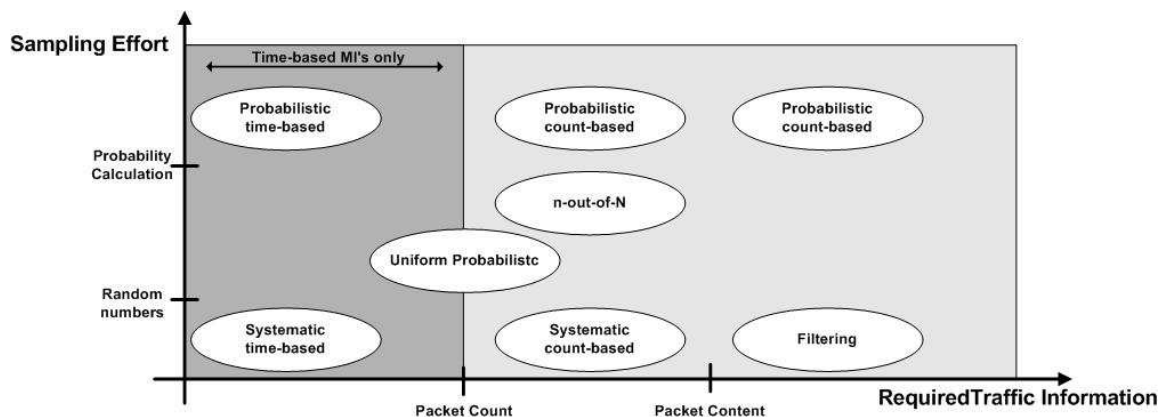 Sampling Effort
Time-based MI's only
Probabilistic
time-based
Probabilistic
count-based
Probabilistic
count-based
Probability
Calculation
n-out-of-N
Uniform Probabilistc
Random
numbers
Systematic
time-based
Systematic
count-based
Filtering
RequiredTraffic Information
Packet Count
Packet Content